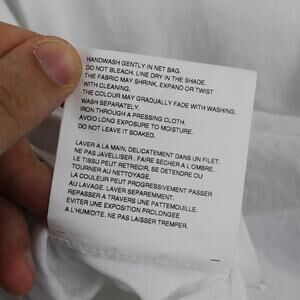 HANDWASH GENTLY IN NET BAG.
DO NOT BLEACH. LINE DRY IN THE SHADE.
THE FABRIC MAY SHRINK, EXPAND OR TWIST
WITH CLEANING.
THE COLOUR MAY GRADUALLY FADE WITH WASHING.
WASH SEPARATELY.
IRON THROUGH A PRESSING CLOTH.
AVOID LONG EXPOSURE TO MOISTURE.
DO NOT LEAVE IT SOAKED.
LAVER A LA MAIN, DELICATEMENT DANS UN FILET.
NE PAS JAVELLISER. FAIRE SÉCHER A L'OMBRE.
LE TISSU PEUT RETRECIR, SE DETENDRE OU
TOURNER AU NETTOYAGE.
LA COULEUR PEUT PROGRESSIVEMENT PASSER
AU LAVAGE. LAVER SEPAREMMENT.
REPASSER A TRAVERS UNE PATTEMOUILLE.
EVITER UNE EXPOSITION PROLONGEE
A L'HUMIDITE. NE PAS LAISSER TREMPER.